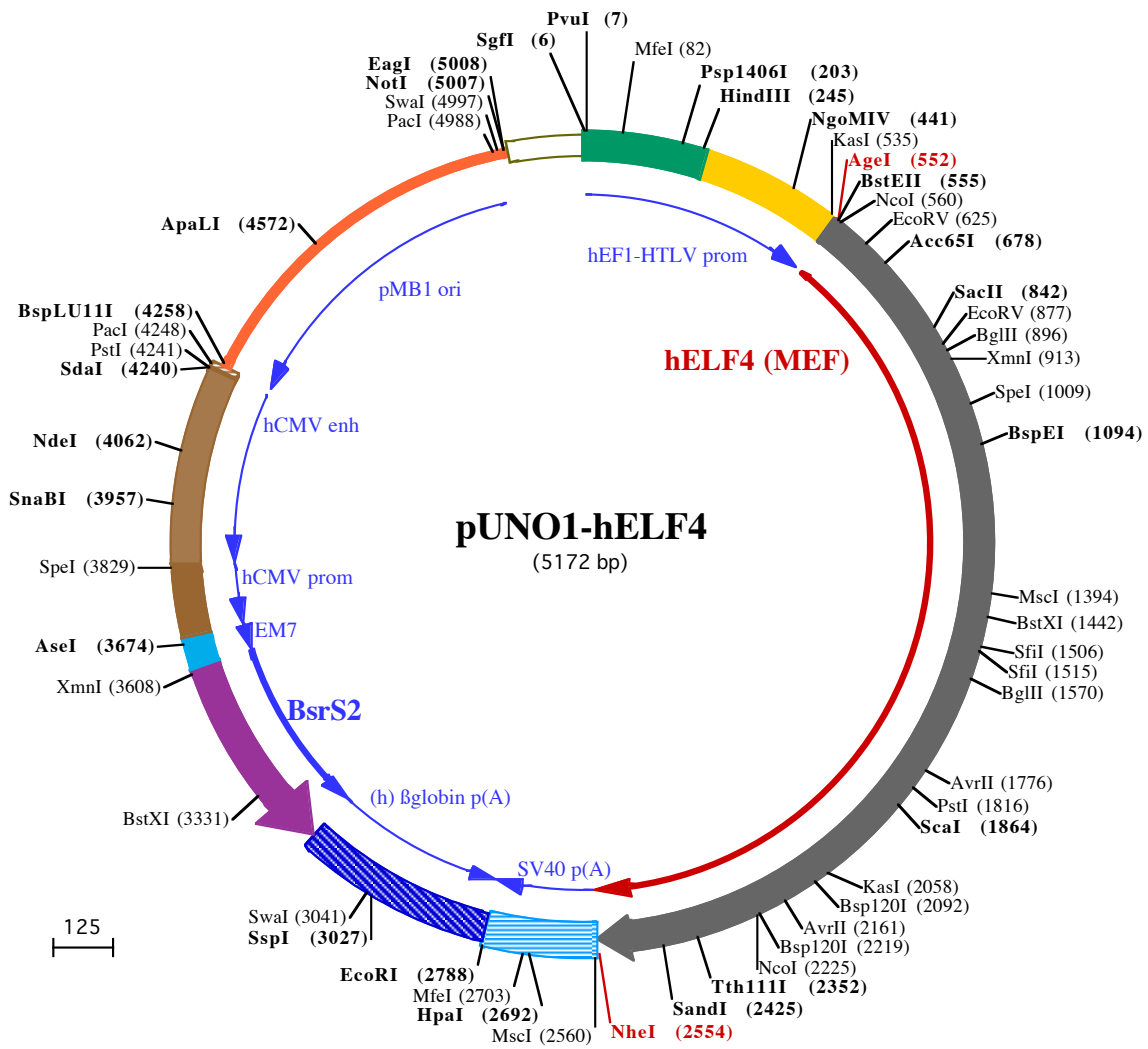 PvuI (7)
SgfI (6)
MfeI (82)
EagI (5008)
NotI (5007)
SwaI (4997)
PacI (4988)
Psp1406I (203)
HindIII (245)
NgoMIV (441)
KasI (535)
AgeI (552)
BstEII (555)
NcoI (560)
EcoRV (625)
Acc65I (678)
ApaLI (4572)
hEF1-HTLV prom
pMB1 ori
SacII (842)
EcoRV (877)
BglII (896)
XmnI (913)
BspLU11I (4258)
PacI (4248)
PstI (4241)
SdaI (4240)
hELF4 (MEF)
SpeI (1009)
BspEI (1094)
hCMV enh
NdeI (4062)
SnaBI (3957)
pUNO1-hELF4
(5172 bp)
SpeI (3829)
hCMV prom
MscI (1394)
BstXI (1442)
EM7
AseI (3674)
SfiI (1506)
SfiI (1515)
XmnI (3608)
BglII (1570)
BsrS2
AvrII (1776)
(h) ßglobin p(A)
PstI (1816)
BstXI (3331)
ScaI (1864)
SV40 p(A)
KasI (2058)
Bsp120I (2092)
SwaI (3041)
SspI (3027)
125
AvrII (2161)
Bsp120I (2219)
NcoI (2225)
EcoRI (2788)
MfeI (2703)
HpaI (2692)
MscI (2560)
Tth111I (2352)
SandI (2425)
NheI (2554)